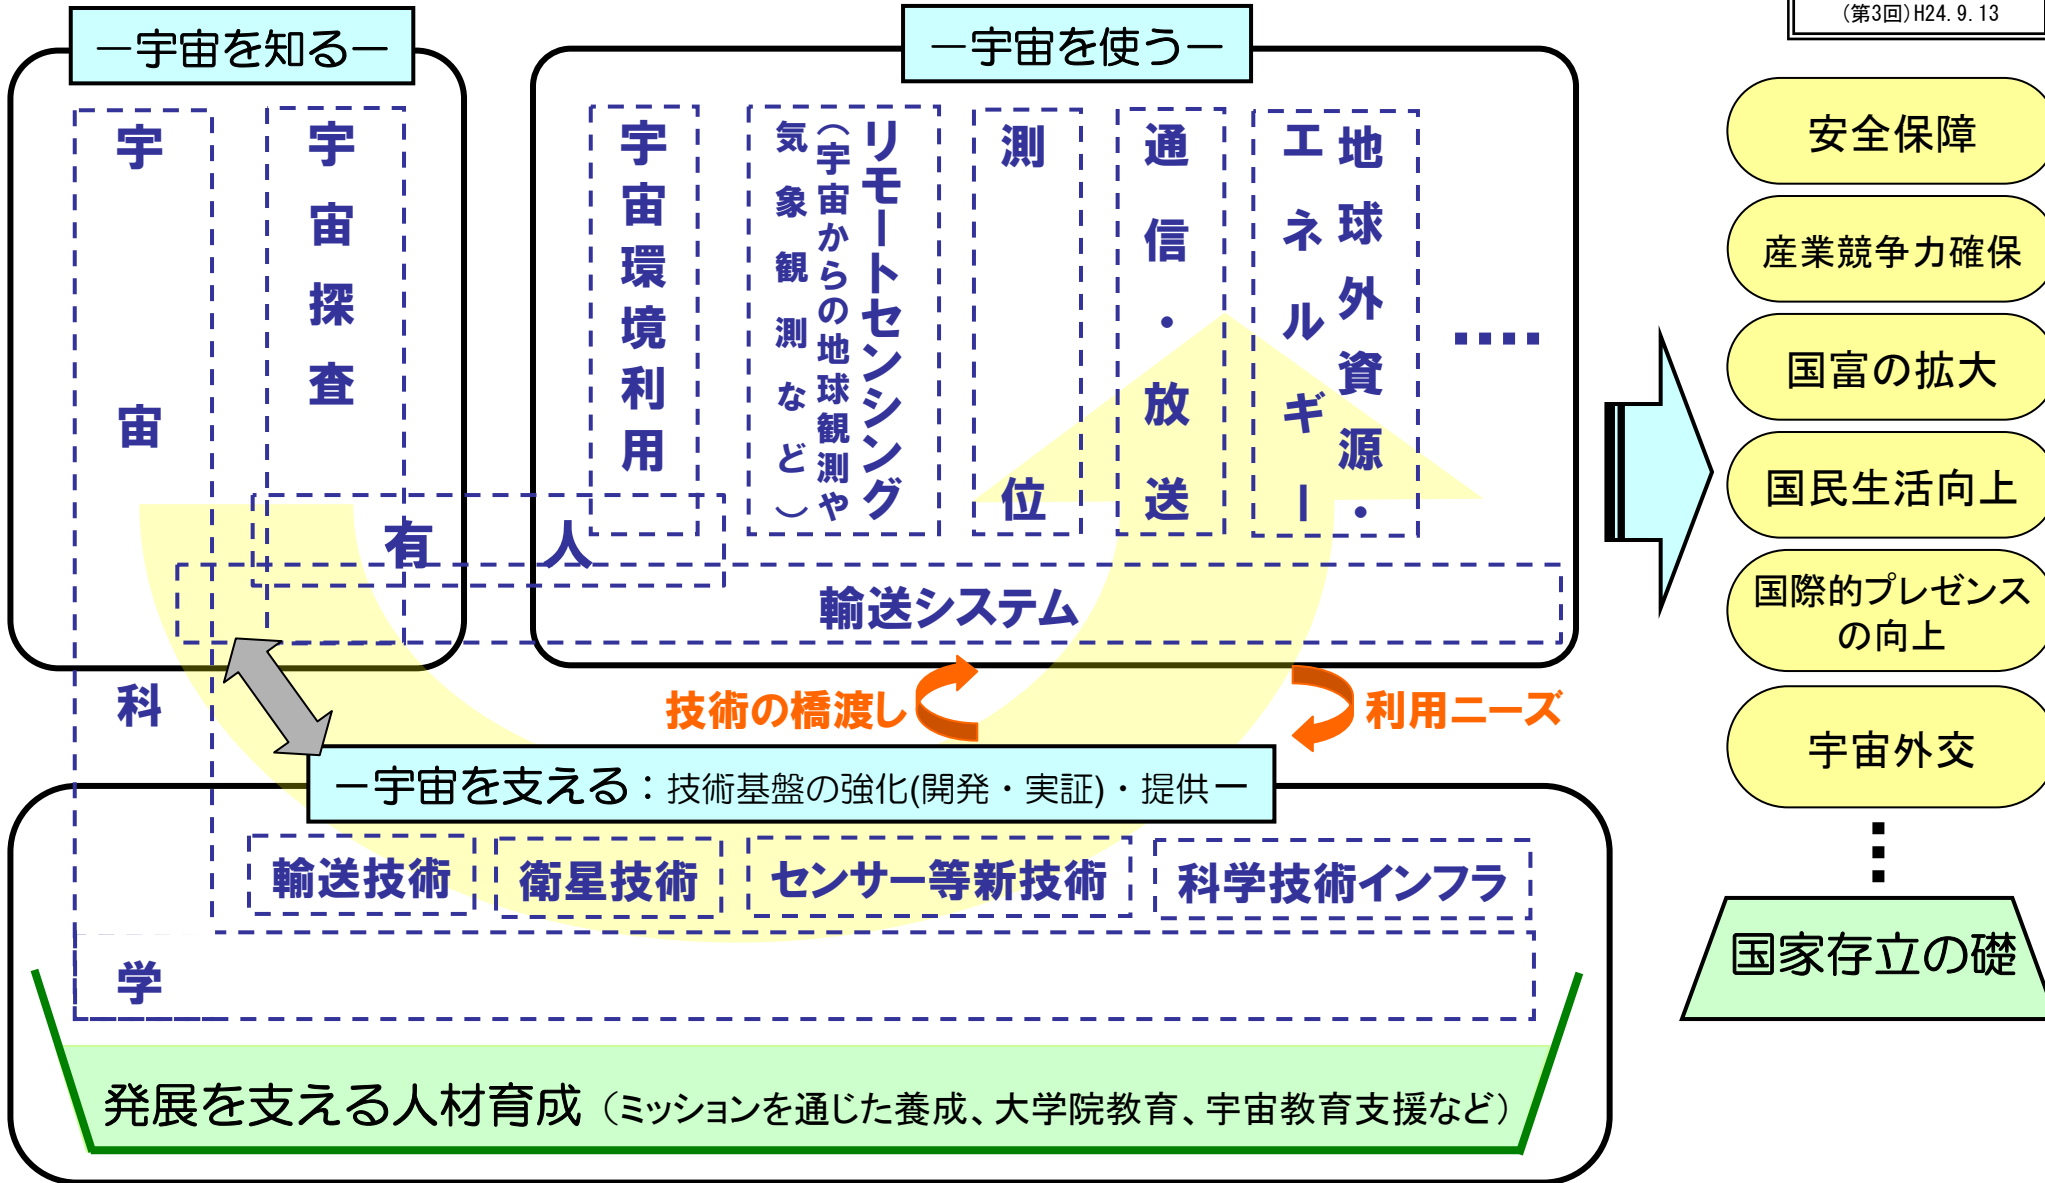 (第3回)H24.9.13
－宇宙を知る－
宇宙科学
宇宙探査
－宇宙を使う－
宇宙環境利用
リモートセンシング
(宇宙からの地球観測や
気象観測など)
測位
通信・放送
地球外資源・
エネルギー
....
有人
輸送システム
技術の橋渡し
利用ニーズ
－宇宙を支える：技術基盤の強化(開発・実証)・提供－
輸送技術
衛星技術
センサー等新技術
科学技術インフラ
発展を支える人材育成（ミッションを通じた養成、大学院教育、宇宙教育支援など）
安全保障
産業競争力確保
国富の拡大
国民生活向上
国際的プレゼンス
の向上
宇宙外交
国家存立の礎